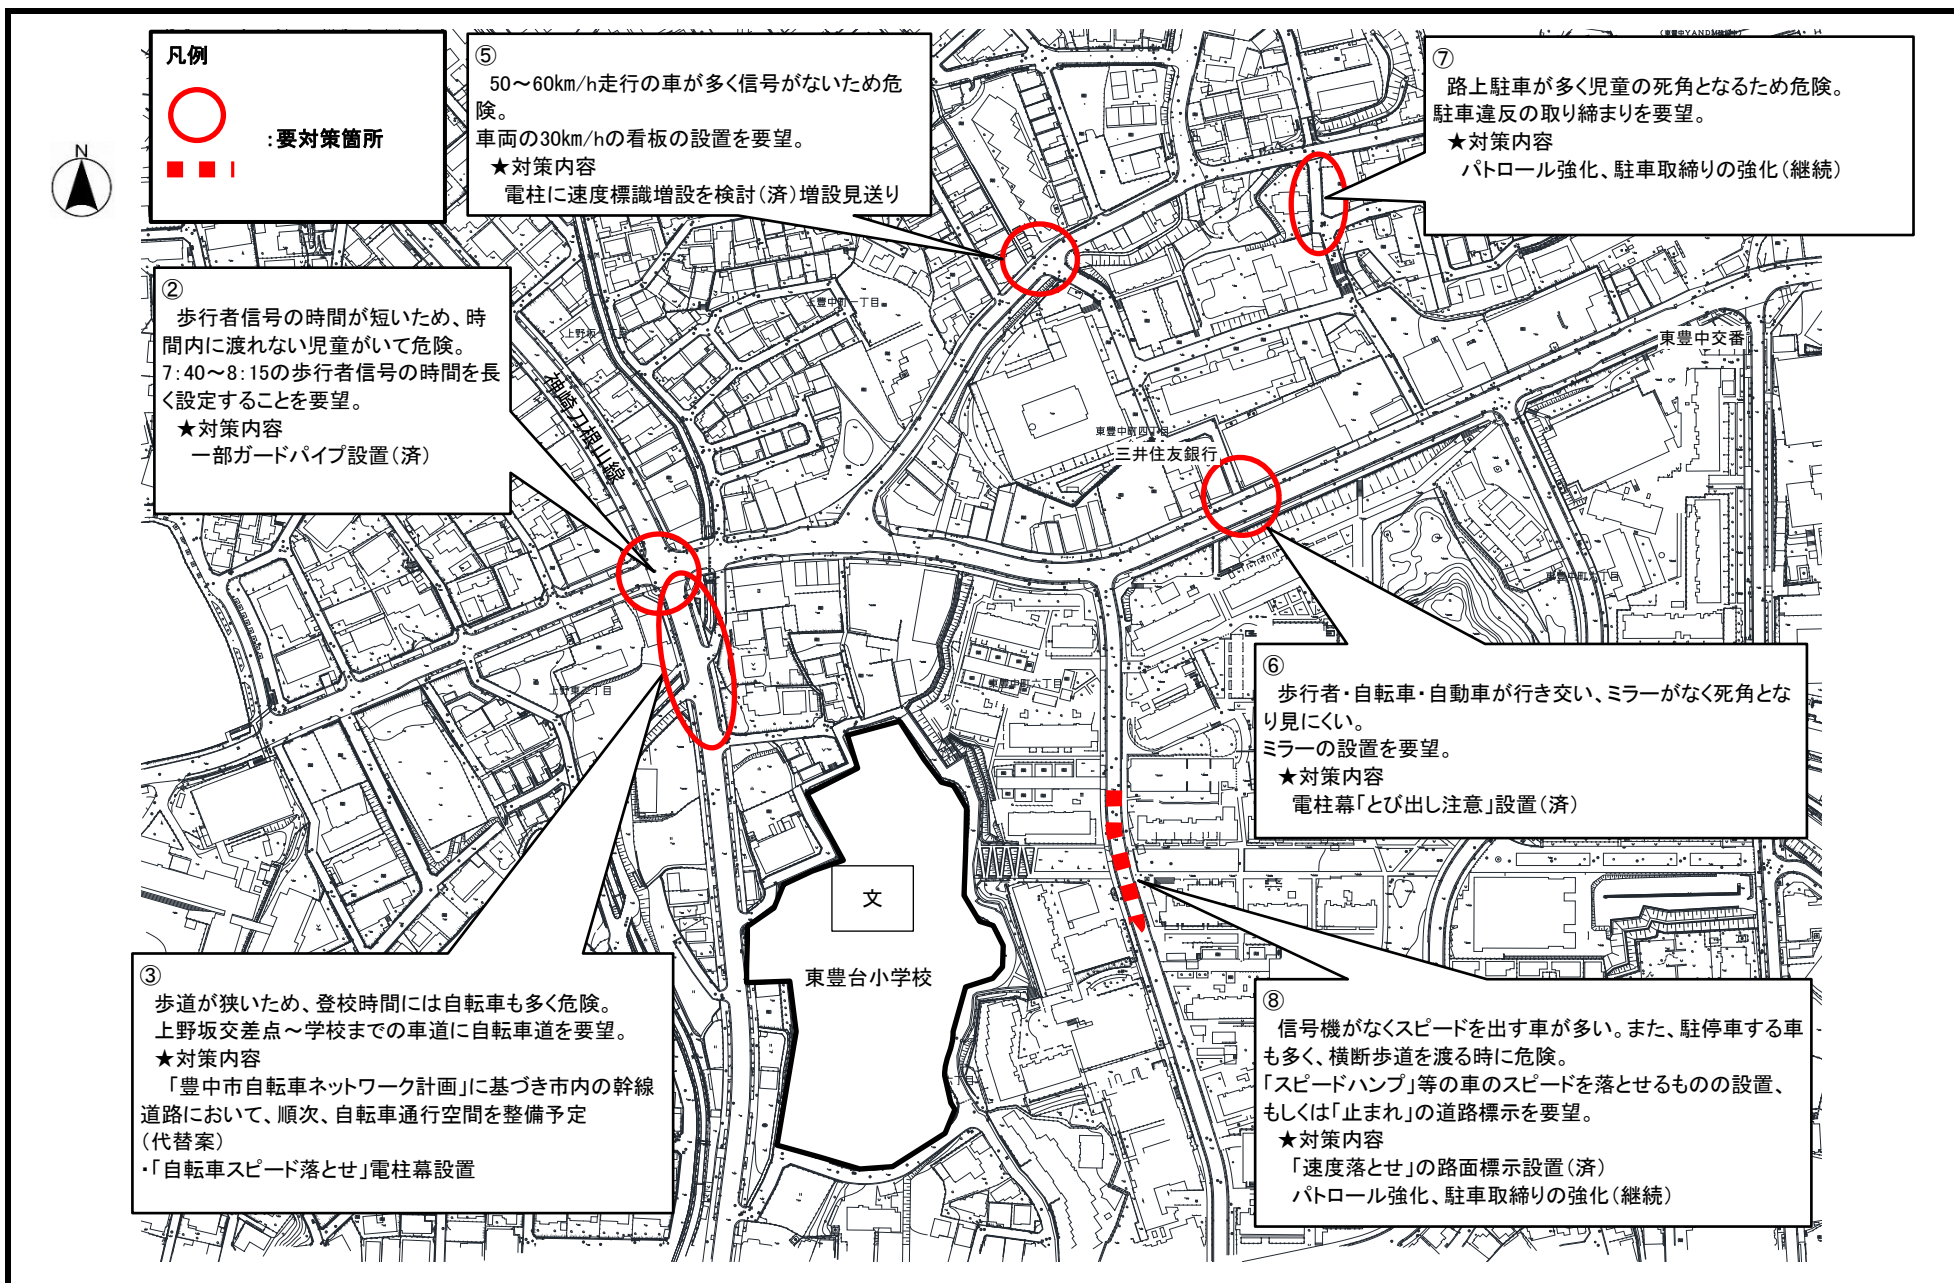 凡例
:要対策箇所
N
⑤
50～60km/h走行の車が多く信号がないため危
険。
車両の30km/hの看板の設置を要望。
★対策内容
電柱に速度標識増設を検討(済)増設見送り
⑦
路上駐車が多く児童の死角となるため危険。
駐車違反の取り締まりを要望。
★対策内容
パトロール強化、駐車取締りの強化(継続)
②
歩行者信号の時間が短いため、時
間内に渡れない児童がいて危険。
7:40～8:15の歩行者信号の時間を長
く設定することを要望。
★対策内容
一部ガードパイプ設置(済)
上豊中町一丁目
上野坂一丁目
神崎刀根山線
東豊中交番
東豊中町四丁目
三井住友銀行
東豊中町五丁目
上野東三丁目
東豊中町六丁目
⑥
歩行者・自転車・自動車が行き交い、ミラーがなく死角とな
り見にくい。
ミラーの設置を要望。
★対策内容
電柱幕「とび出し注意」設置(済)
文
東豊台小学校
③
歩道が狭いため、登校時間には自転車も多く危険。
上野坂交差点～学校までの車道に自転車道を要望。
★対策内容
「豊中市自転車ネットワーク計画」に基づき市内の幹線
道路において、順次、自転車通行空間を整備予定
(代替案)
・「自転車スピード落とせ」電柱幕設置
⑧
信号機がなくスピードを出す車が多い。また、駐停車する車
も多く、横断歩道を渡る時に危険。
「スピードハンプ」等の車のスピードを落とせるものの設置、
もしくは「止まれ」の道路標示を要望。
★対策内容
「速度落とせ」の路面標示設置(済)
パトロール強化、駐車取締りの強化(継続)